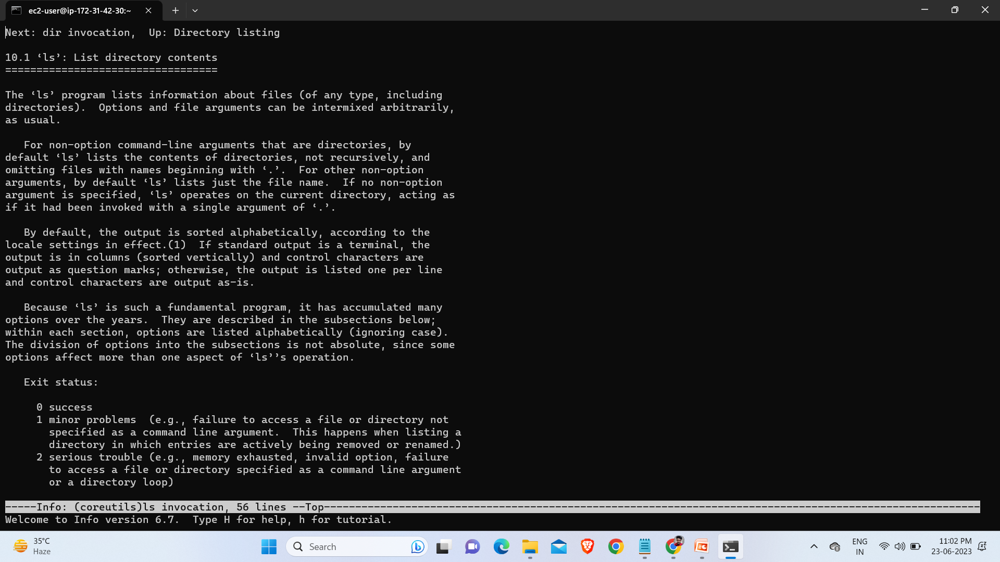 ec2-user@ip-172-31-42-30:~
Next: dir invocation,  Up: Directory listing
10.1 ‘ls’: List directory contents
==================================
The ‘ls’ program lists information about files (of any type, including
directories).  Options and file arguments can be intermixed arbitrarily,
as usual.
   For non-option command-line arguments that are directories, by
default ‘ls’ lists the contents of directories, not recursively, and
omitting files with names beginning with ‘.’.  For other non-option
arguments, by default ‘ls’ lists just the file name.  If no non-option
argument is specified, ‘ls’ operates on the current directory, acting as
if it had been invoked with a single argument of ‘.’.
   By default, the output is sorted alphabetically, according to the
locale settings in effect.(1)  If standard output is a terminal, the
output is in columns (sorted vertically) and control characters are
output as question marks; otherwise, the output is listed one per line
and control characters are output as-is.
   Because ‘ls’ is such a fundamental program, it has accumulated many
options over the years.  They are described in the subsections below;
within each section, options are listed alphabetically (ignoring case).
The division of options into the subsections is not absolute, since some
options affect more than one aspect of ‘ls’’s operation.
   Exit status:
     0 success
     1 minor problems  (e.g., failure to access a file or directory not
       specified as a command line argument.  This happens when listing a
       directory in which entries are actively being removed or renamed.)
     2 serious trouble (e.g., memory exhausted, invalid option, failure
       to access a file or directory specified as a command line argument
       or a directory loop)
-----Info: (coreutils)ls invocation, 56 lines --Top---------------------------------------------------------------------------------------------------------
Welcome to Info version 6.7.  Type H for help, h for tutorial.
35°C
Haze
Search
ENG
IN
11:02 PM
23-06-2023